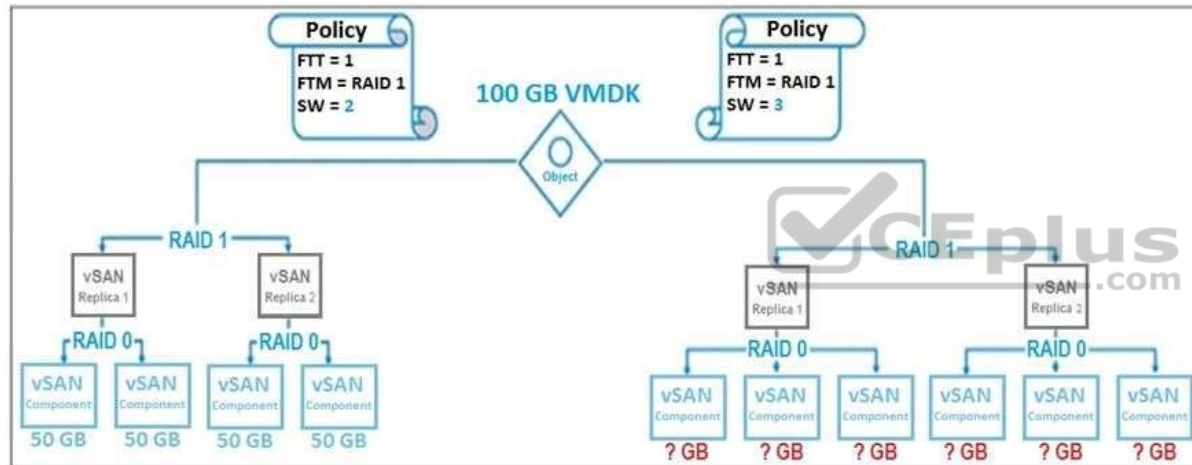 Policy
FTT = 1
FTM = RAID 1
SW = 2
100 GB VMDK
Object
Policy
FTT = 1
FTM = RAID 1
SW = 3
RAID 1
vSAN
Replica 1
vSAN
Replica 2
RAID 0
RAID 0
vSAN
Component
50 GB
vSAN
Component
50 GB
vSAN
Component
50 GB
vSAN
Component
50 GB
CEplus
.com
RAID 1
vSAN
Replica 1
vSAN
Replica 2
RAID 0
RAID 0
vSAN
Component
? GB
vSAN
Component
? GB
vSAN
Component
? GB
vSAN
Component
? GB
vSAN
Component
? GB
vSAN
Component
? GB